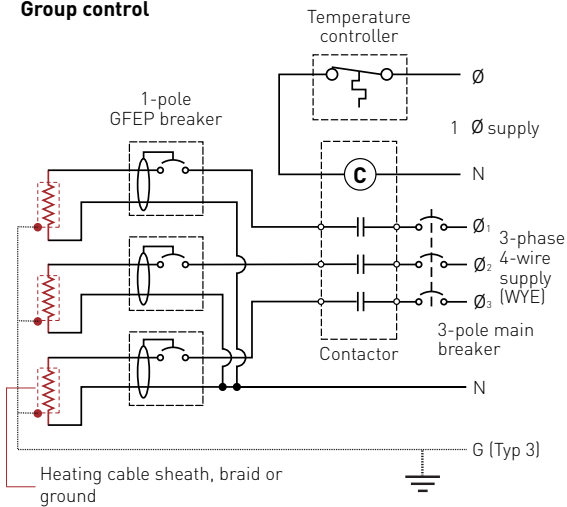 Group control
Temperature
controller
Ø
1-pole
GFEP breaker
1 Ø supply
C
N
Ø1
3-phase
4-wire
supply
(WYE)
Ø2
Ø3
3-pole main
breaker
Contactor
N
G (Typ 3)
Heating cable sheath, braid or
ground